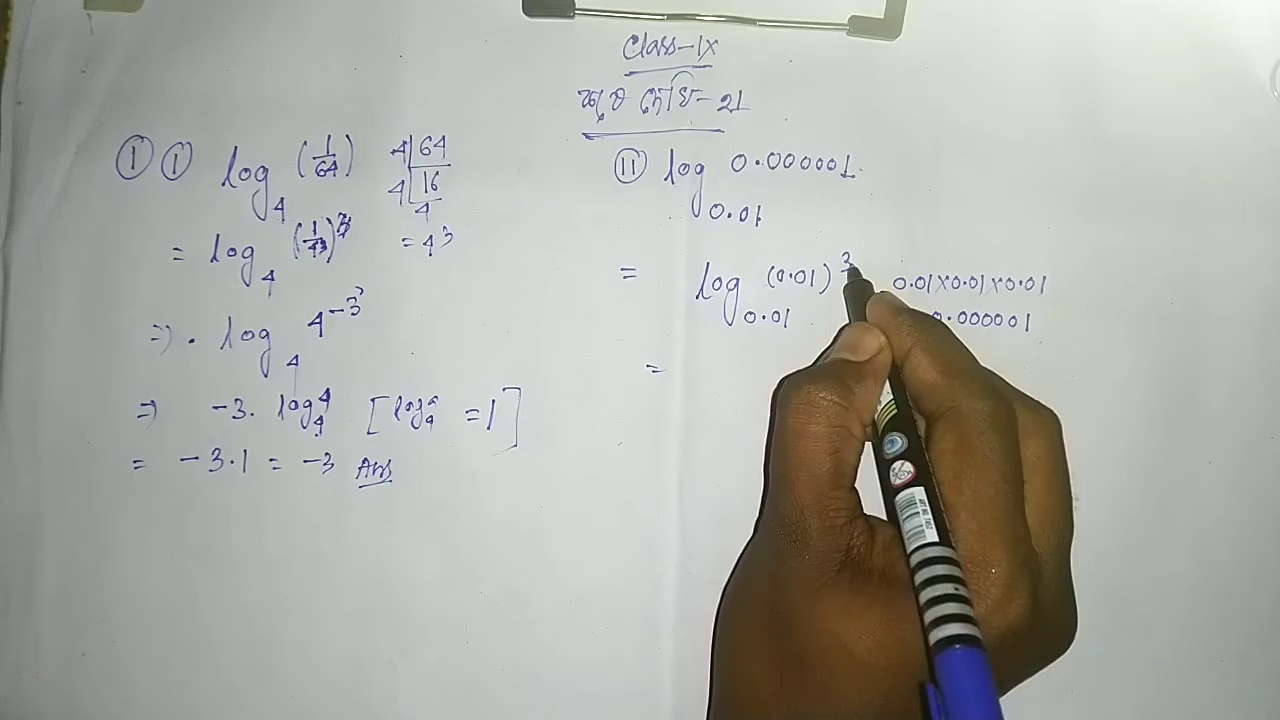 Class-IX
কষে দেখি-21
① ① log₄ (1/64) 4|64
4|16
4
= log₄ (1/4³) = 4³
⇒ . log₄ 4⁻³
⇒ -3. log₄4 [logₐa = 1]
= -3.1 = -3 Ans
⑪ log₀.₀₁ 0.000001
= log₀.₀₁ (0.01)³ 0.01×0.01×0.01
0.000001
=